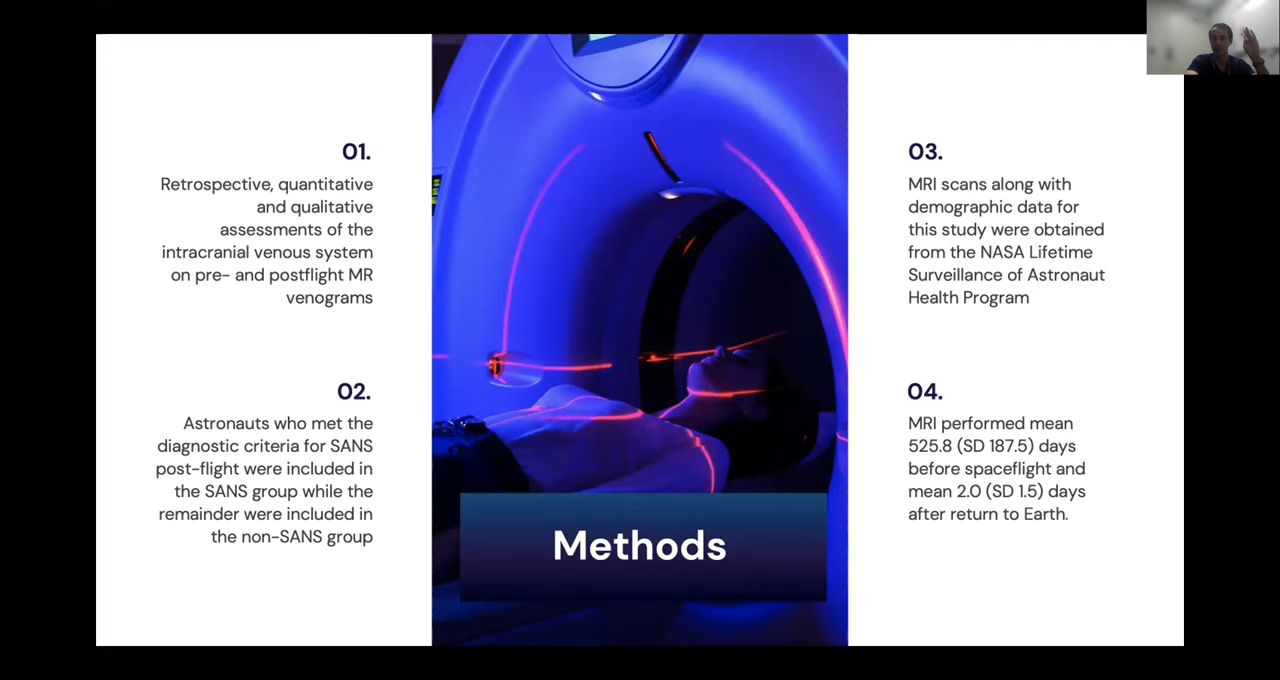 01.
Retrospective, quantitative
and qualitative
assessments of the
intracranial venous system
on pre- and postflight MR
venograms
02.
Astronauts who met the
diagnostic criteria for SANS
post-flight were included in
the SANS group while the
remainder were included in
the non-SANS group
Methods
03.
MRI scans along with
demographic data for
this study were obtained
from the NASA Lifetime
Surveillance of Astronaut
Health Program
04.
MRI performed mean
525.8 (SD 187.5) days
before spaceflight and
mean 2.0 (SD 1.5) days
after return to Earth.